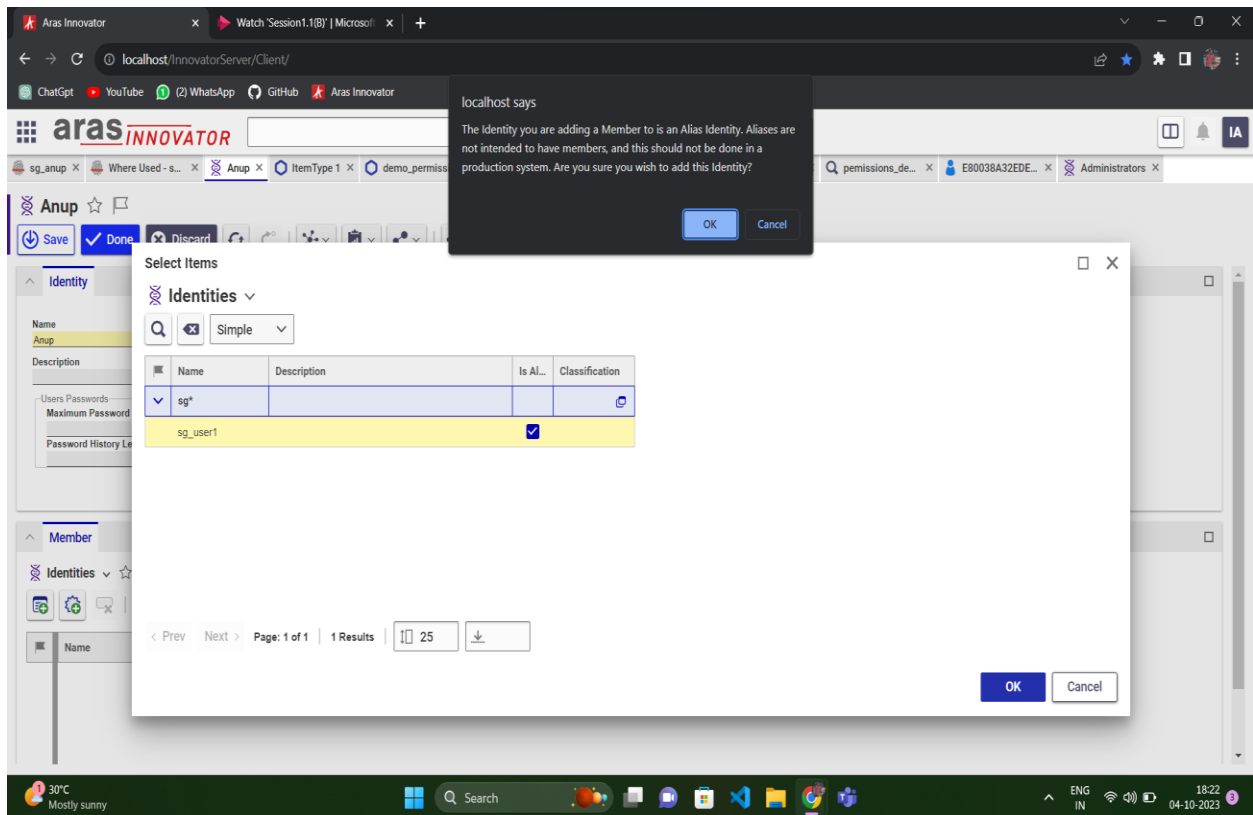 Aras Innovator
Watch 'Session1.1(B)' | Microsoft
localhost/InnovatorServer/Client/
ChatGpt YouTube (2) WhatsApp GitHub Aras Innovator
localhost says
The Identity you are adding a Member to is an Alias Identity. Aliases are
not intended to have members, and this should not be done in a
production system. Are you sure you wish to add this Identity?
OK Cancel
aras INNOVATOR
IA
sg_anup Where Used - s... Anup ItemType 1 demo_permiss pemissions_de... E80038A32EDE... Administrators
Anup
Save Done Discard
Select Items
Identity
Identities
Name
Anup
Simple
Description
Name Description Is Al... Classification
Users Passwords
Maximum Password
sg*
sg_user1
Password History Le
Member
Identities
Name
< Prev Next > Page: 1 of 1 1 Results 25
OK Cancel
1
30°C
Mostly sunny
Search
ENG
IN
18:22
04-10-2023
3